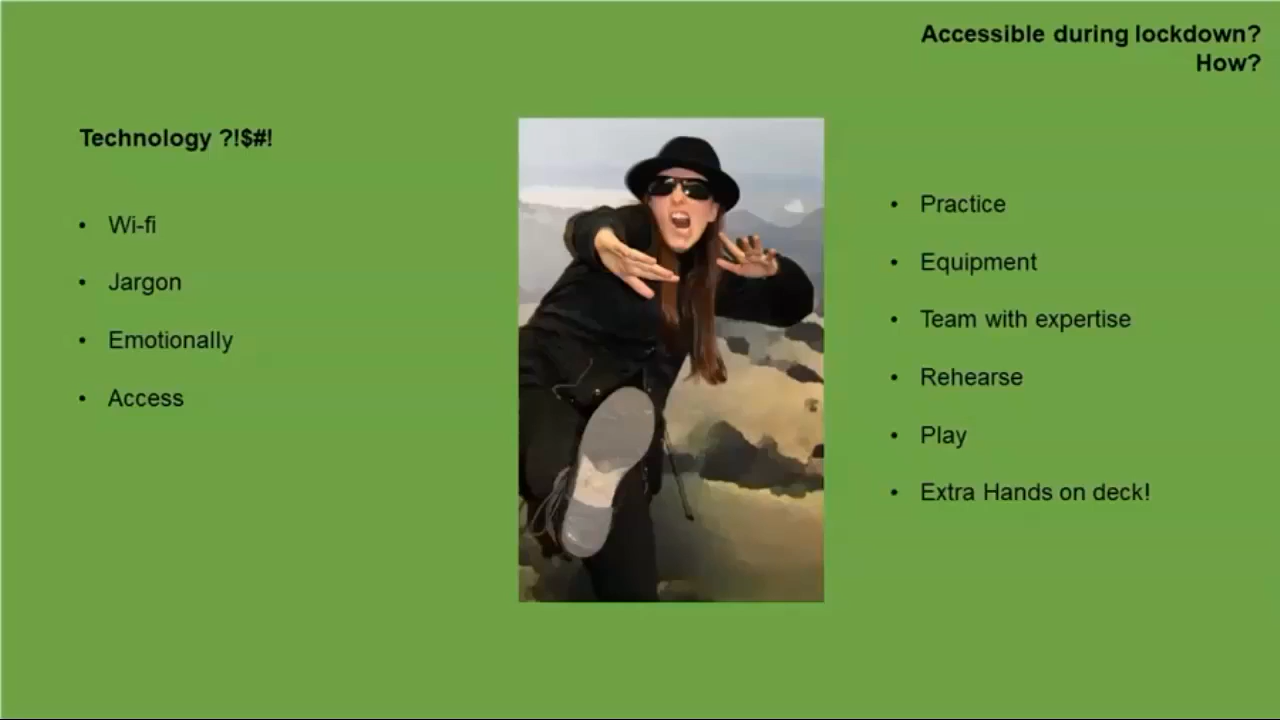 Accessible during lockdown?
How?
Technology ?!$#!
Wi-fi
Jargon
Emotionally
Access
Practice
Equipment
Team with expertise
Rehearse
Play
Extra Hands on deck!